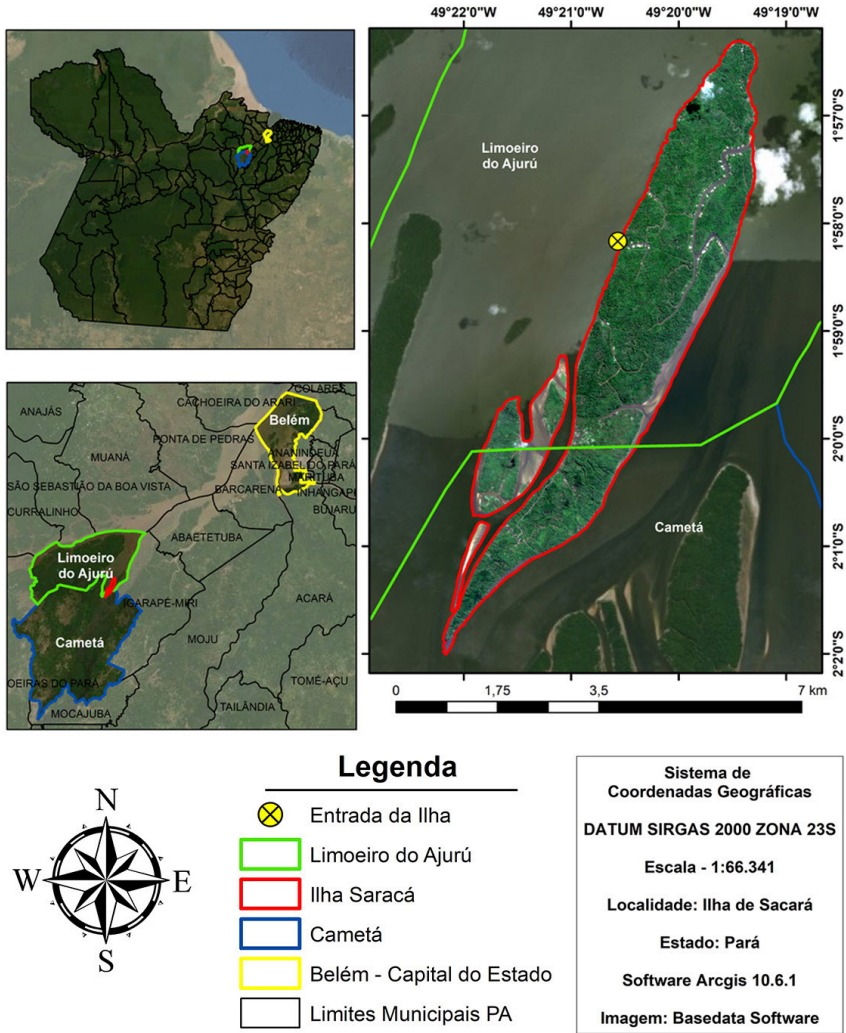 49°22'0"W 49°21'0"W 49°20'0"W 49°19'0"W
1°57'0"S
1°58'0"S
1°59'0"S
2°0'0"S
2°1'0"S
2°2'0"S
Limoeiro
do Ajurú
Cametá
0 1,75 3,5 7 km
COLARES
CACHOEIRA DO ARARI
ANAJÁS
Belém
PONTA DE PEDRAS
MUANÁ
ANANINDEUA
SANTA IZABEL DO PARÁ
MARITUBA
SÃO SEBASTIÃO DA BOA VISTA
BARCARENA
INHANGAPI
CURRALINHO
BUJARU
ABAETETUBA
Limoeiro
do Ajurú
IGARAPÉ-MIRI
ACARÁ
Cametá
MOJU
OEIRAS DO PARÁ
TOMÉ-AÇU
MOCAJUBA
TAILÂNDIA
N
W E
S
Legenda
Entrada da Ilha
Limoeiro do Ajurú
Ilha Saracá
Cametá
Belém - Capital do Estado
Limites Municipais PA
Sistema de
Coordenadas Geográficas
DATUM SIRGAS 2000 ZONA 23S
Escala - 1:66.341
Localidade: Ilha de Sacará
Estado: Pará
Software Arcgis 10.6.1
Imagem: Basedata Software